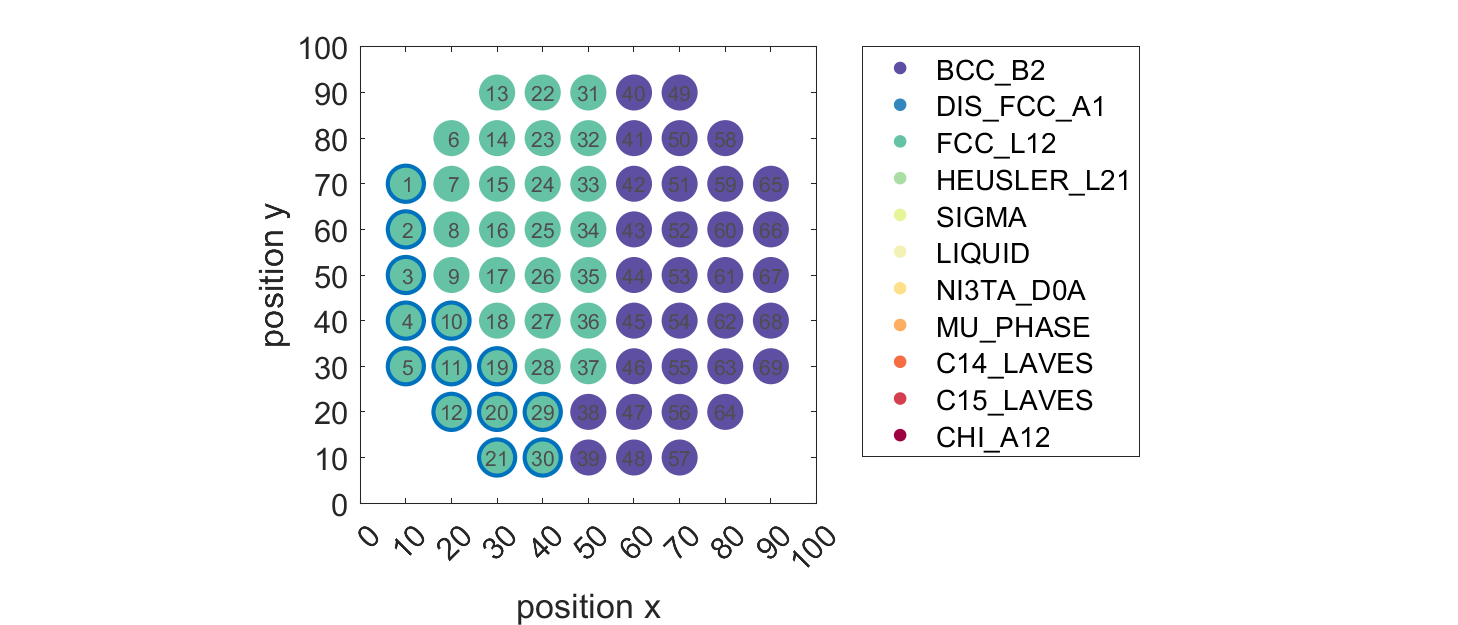 100
90
80
70
60
50
40
30
20
10
0
position y
13 22 31 40 49
6 14 23 32 41 50 58
1 7 15 24 33 42 51 59 65
2 8 16 25 34 43 52 60 66
3 9 17 26 35 44 53 61 67
4 10 18 27 36 45 54 62 68
5 11 19 28 37 46 55 63 69
12 20 29 38 47 56 64
21 30 39 48 57
0 10 20 30 40 50 60 70 80 90 100
position x
BCC_B2
DIS_FCC_A1
FCC_L12
HEUSLER_L21
SIGMA
LIQUID
NI3TA_D0A
MU_PHASE
C14_LAVES
C15_LAVES
CHI_A12